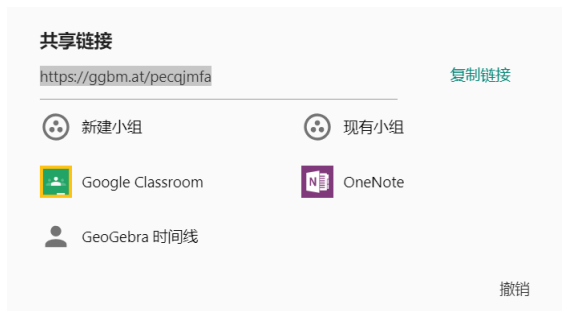 共享链接
https://ggbm.at/pecqjmfa
复制链接
新建小组
现有小组
Google Classroom
OneNote
GeoGebra 时间线
撤销